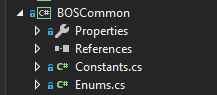 BOSCommon
Properties
References
C# Constants.cs
C# Enums.cs